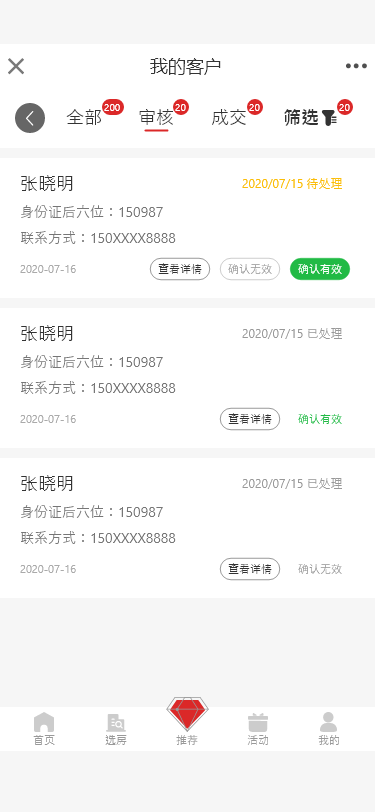 我的客户
全部 200 审核 20 成交 20 筛选 20
张晓明 2020/07/15 待处理
身份证后六位：150987
联系方式：150XXXX8888
2020-07-16 查看详情 确认无效 确认有效
张晓明 2020/07/15 已处理
身份证后六位：150987
联系方式：150XXXX8888
2020-07-16 查看详情 确认有效
张晓明 2020/07/15 已处理
身份证后六位：150987
联系方式：150XXXX8888
2020-07-16 查看详情 确认无效
首页 选房 推荐 活动 我的